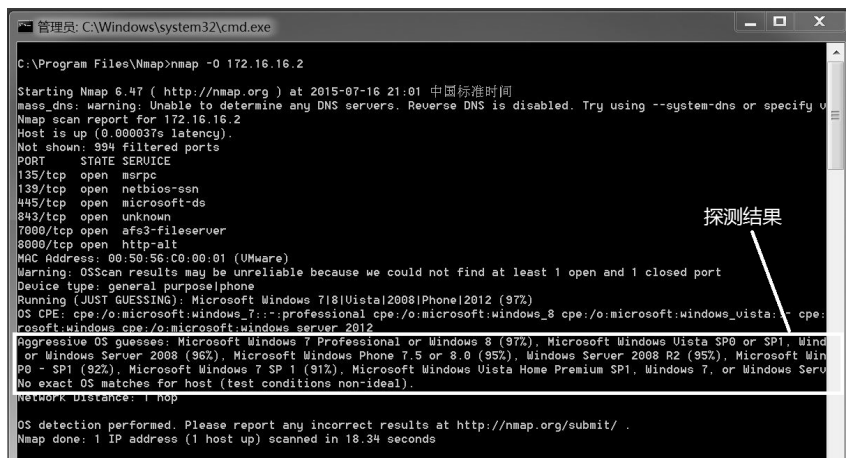 管理员: C:\Windows\system32\cmd.exe
C:\Program Files\Nmap>nmap -O 172.16.16.2
Starting Nmap 6.47 ( http://nmap.org ) at 2015-07-16 21:01 中国标准时间
mass_dns: warning: Unable to determine any DNS servers. Reverse DNS is disabled. Try using --system-dns or specify v
Nmap scan report for 172.16.16.2
Host is up (0.000037s latency).
Not shown: 994 filtered ports
PORT STATE SERVICE
135/tcp open msrpc
139/tcp open netbios-ssn
445/tcp open microsoft-ds
843/tcp open unknown
7000/tcp open afs3-fileserver
8000/tcp open http-alt
探测结果
MAC Address: 00:50:56:C0:00:01 (VMware)
Warning: OSScan results may be unreliable because we could not find at least 1 open and 1 closed port
Device type: general purpose|phone
Running (JUST GUESSING): Microsoft Windows 7|8|Vista|2008|Phone|2012 (97%)
OS CPE: cpe:/o:microsoft:windows_7::-:professional cpe:/o:microsoft:windows_8 cpe:/o:microsoft:windows_vista::- cpe:
rosoft:windows cpe:/o:microsoft:windows_server_2012
Aggressive OS guesses: Microsoft Windows 7 Professional or Windows 8 (97%), Microsoft Windows Vista SP0 or SP1, Wind
or Windows Server 2008 (96%), Microsoft Windows Phone 7.5 or 8.0 (95%), Windows Server 2008 R2 (95%), Microsoft Win
P0 - SP1 (92%), Microsoft Windows 7 SP 1 (91%), Microsoft Windows Vista Home Premium SP1, Windows 7, or Windows Serv
No exact OS matches for host (test conditions non-ideal).
Network Distance: 1 hop
OS detection performed. Please report any incorrect results at http://nmap.org/submit/ .
Nmap done: 1 IP address (1 host up) scanned in 18.34 seconds